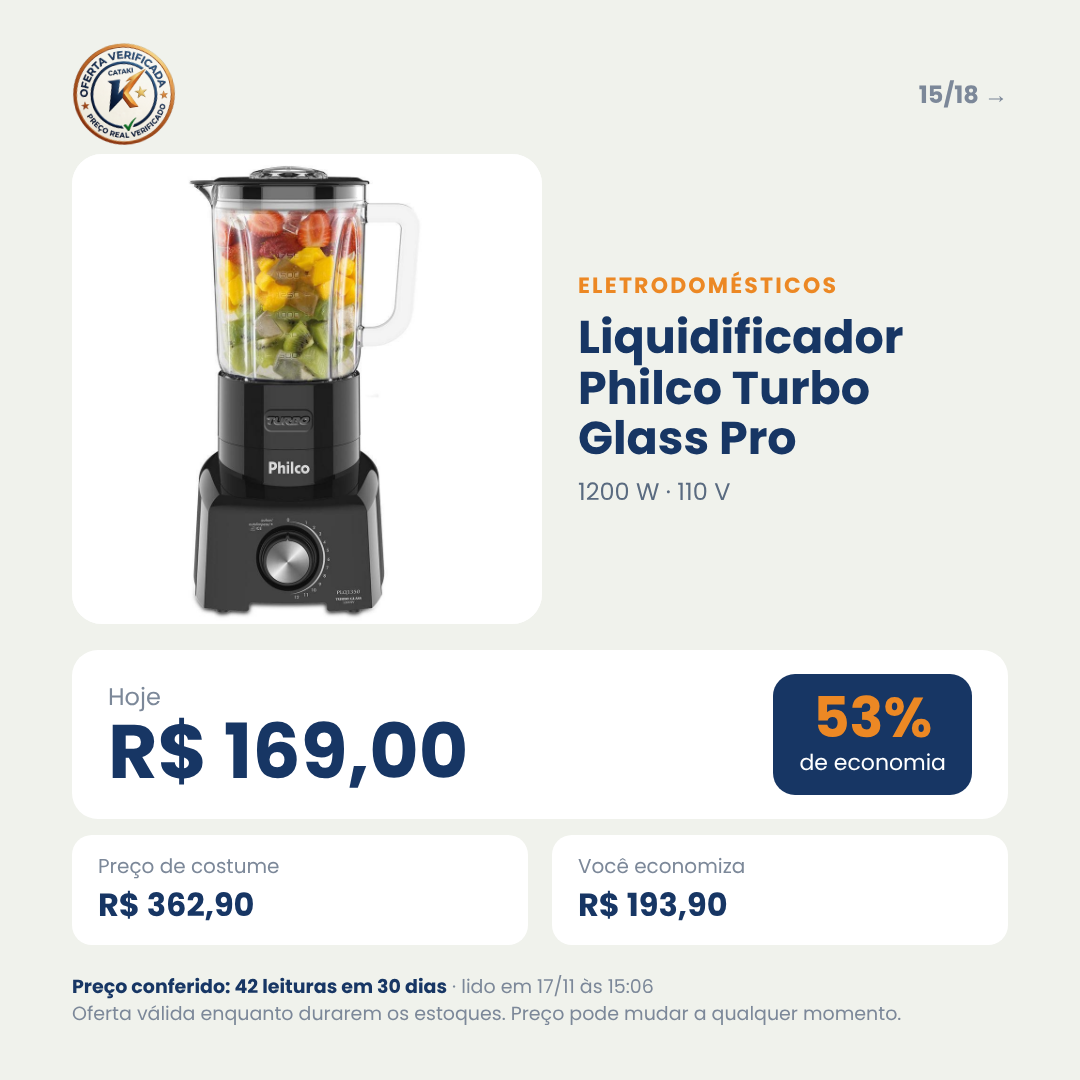 OFERTA VERIFICADA
CATAKI
K
PREÇO REAL VERIFICADO
15/18 →
TURBO
Philco
ELETRODOMÉSTICOS
Liquidificador
Philco Turbo
Glass Pro
1200 W · 110 V
Hoje
R$ 169,00
53%
de economia
Preço de costume
R$ 362,90
Você economiza
R$ 193,90
Preço conferido: 42 leituras em 30 dias · lido em 17/11 às 15:06
Oferta válida enquanto durarem os estoques. Preço pode mudar a qualquer momento.